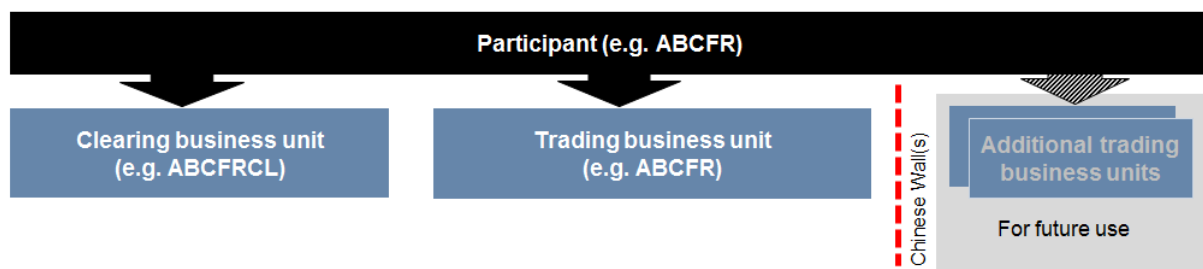 Participant (e.g. ABCFR)
Clearing business unit
(e.g. ABCFRCL)
Trading business unit
(e.g. ABCFR)
Chinese Wall(s)
Additional trading
business units
For future use